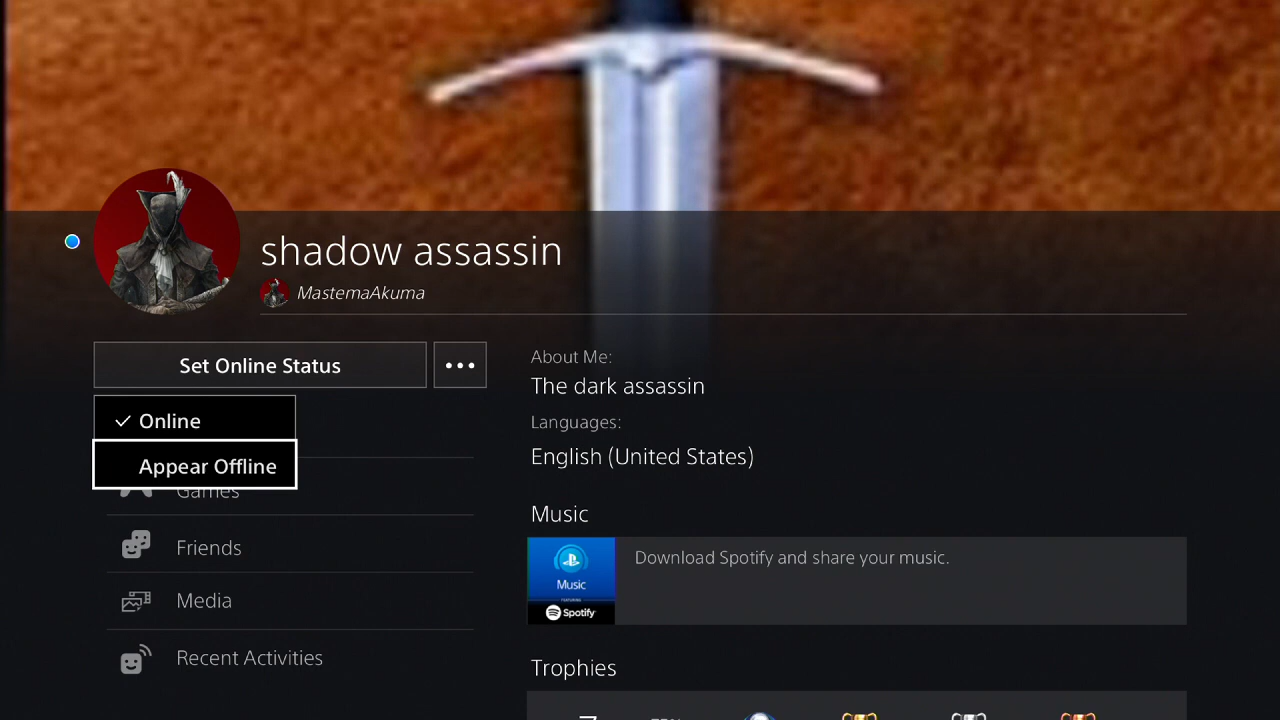 shadow assassin
MastemaAkuma
Set Online Status
Online
Appear Offline
Games
Friends
Media
Recent Activities
About Me:
The dark assassin
Languages:
English (United States)
Music
Download Spotify and share your music.
Music
Spotify
Trophies